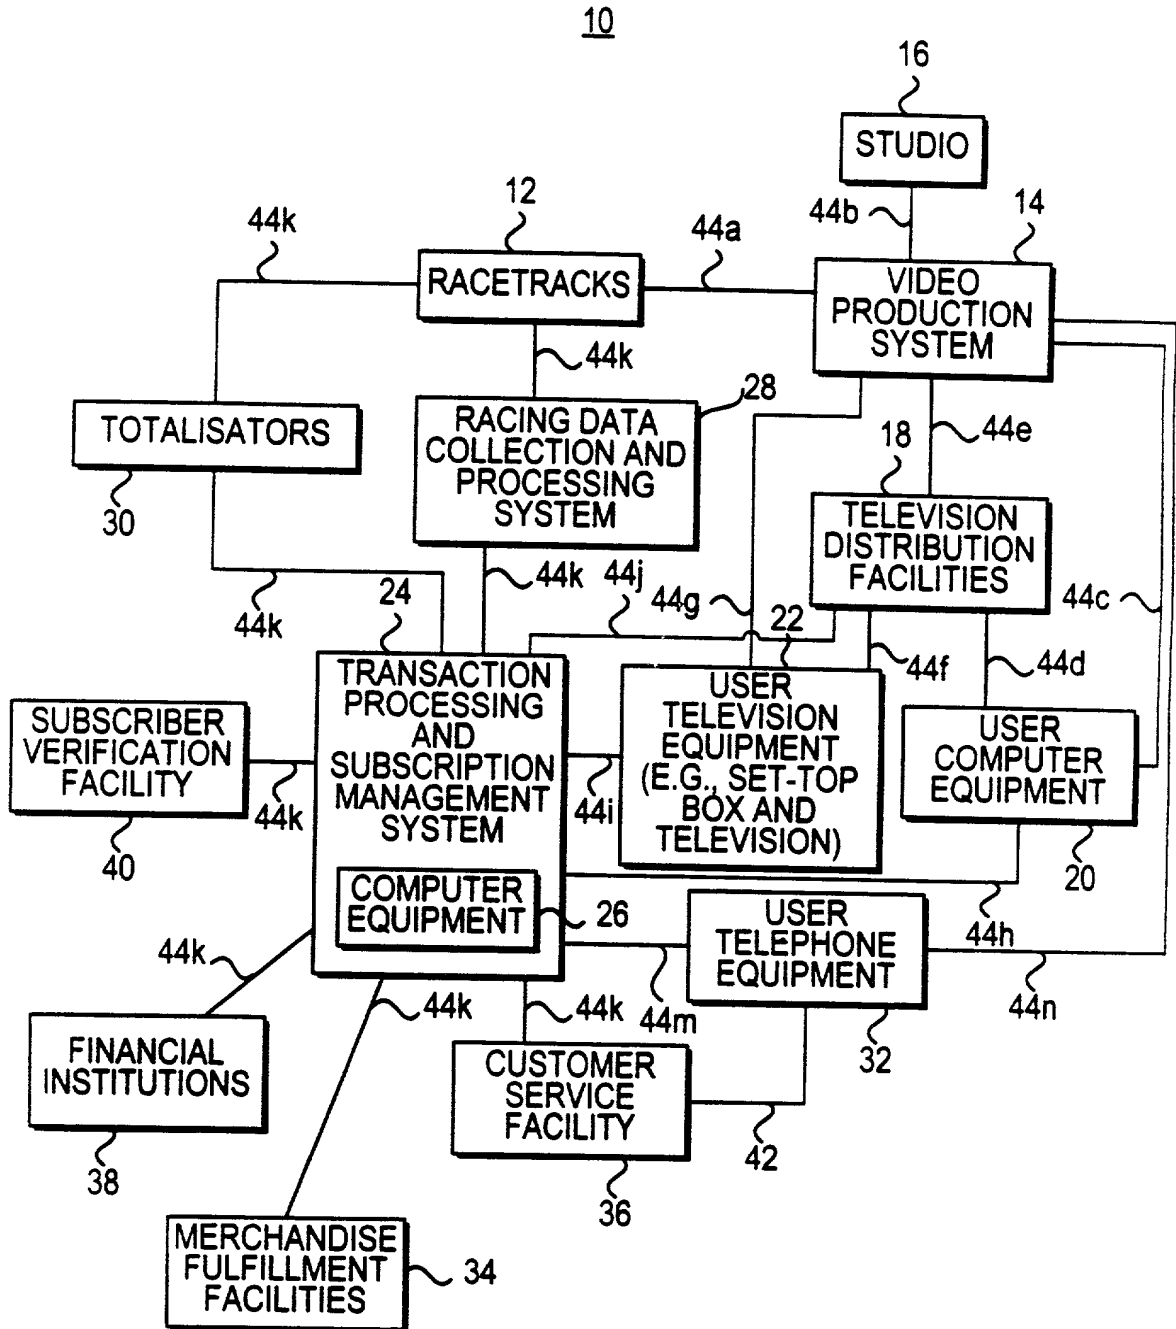 10
16
STUDIO
44b
14
12
44k
44a
RACETRACKS
VIDEO
PRODUCTION
SYSTEM
44k
28
TOTALISATORS
30
RACING DATA
COLLECTION AND
PROCESSING
SYSTEM
44e
18
TELEVISION
DISTRIBUTION
FACILITIES
44k
24
44k
44j
44g
22
44c
44f
44d
TRANSACTION
PROCESSING
AND
SUBSCRIPTION
MANAGEMENT
SYSTEM
COMPUTER
EQUIPMENT
26
SUBSCRIBER
VERIFICATION
FACILITY
40
44k
44i
USER
TELEVISION
EQUIPMENT
(E.G., SET-TOP
BOX AND
TELEVISION)
USER
COMPUTER
EQUIPMENT
20
44h
USER
TELEPHONE
EQUIPMENT
32
44n
44m
44k
44k
44k
FINANCIAL
INSTITUTIONS
38
CUSTOMER
SERVICE
FACILITY
36
42
MERCHANDISE
FULFILLMENT
FACILITIES
34